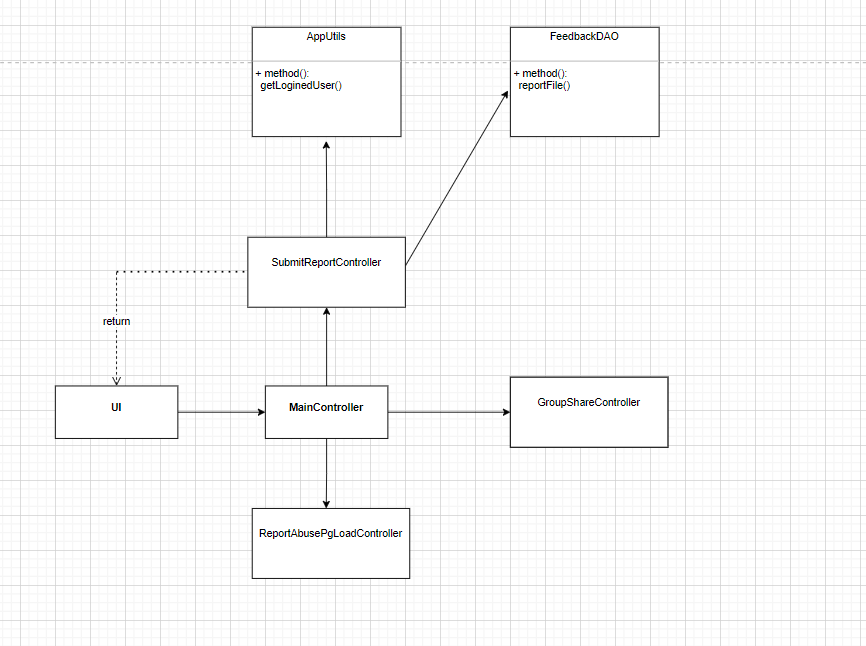 AppUtils
+ method():
getLoginedUser()
FeedbackDAO
+ method():
reportFile()
SubmitReportController
return
UI
MainController
GroupShareController
ReportAbusePgLoadController